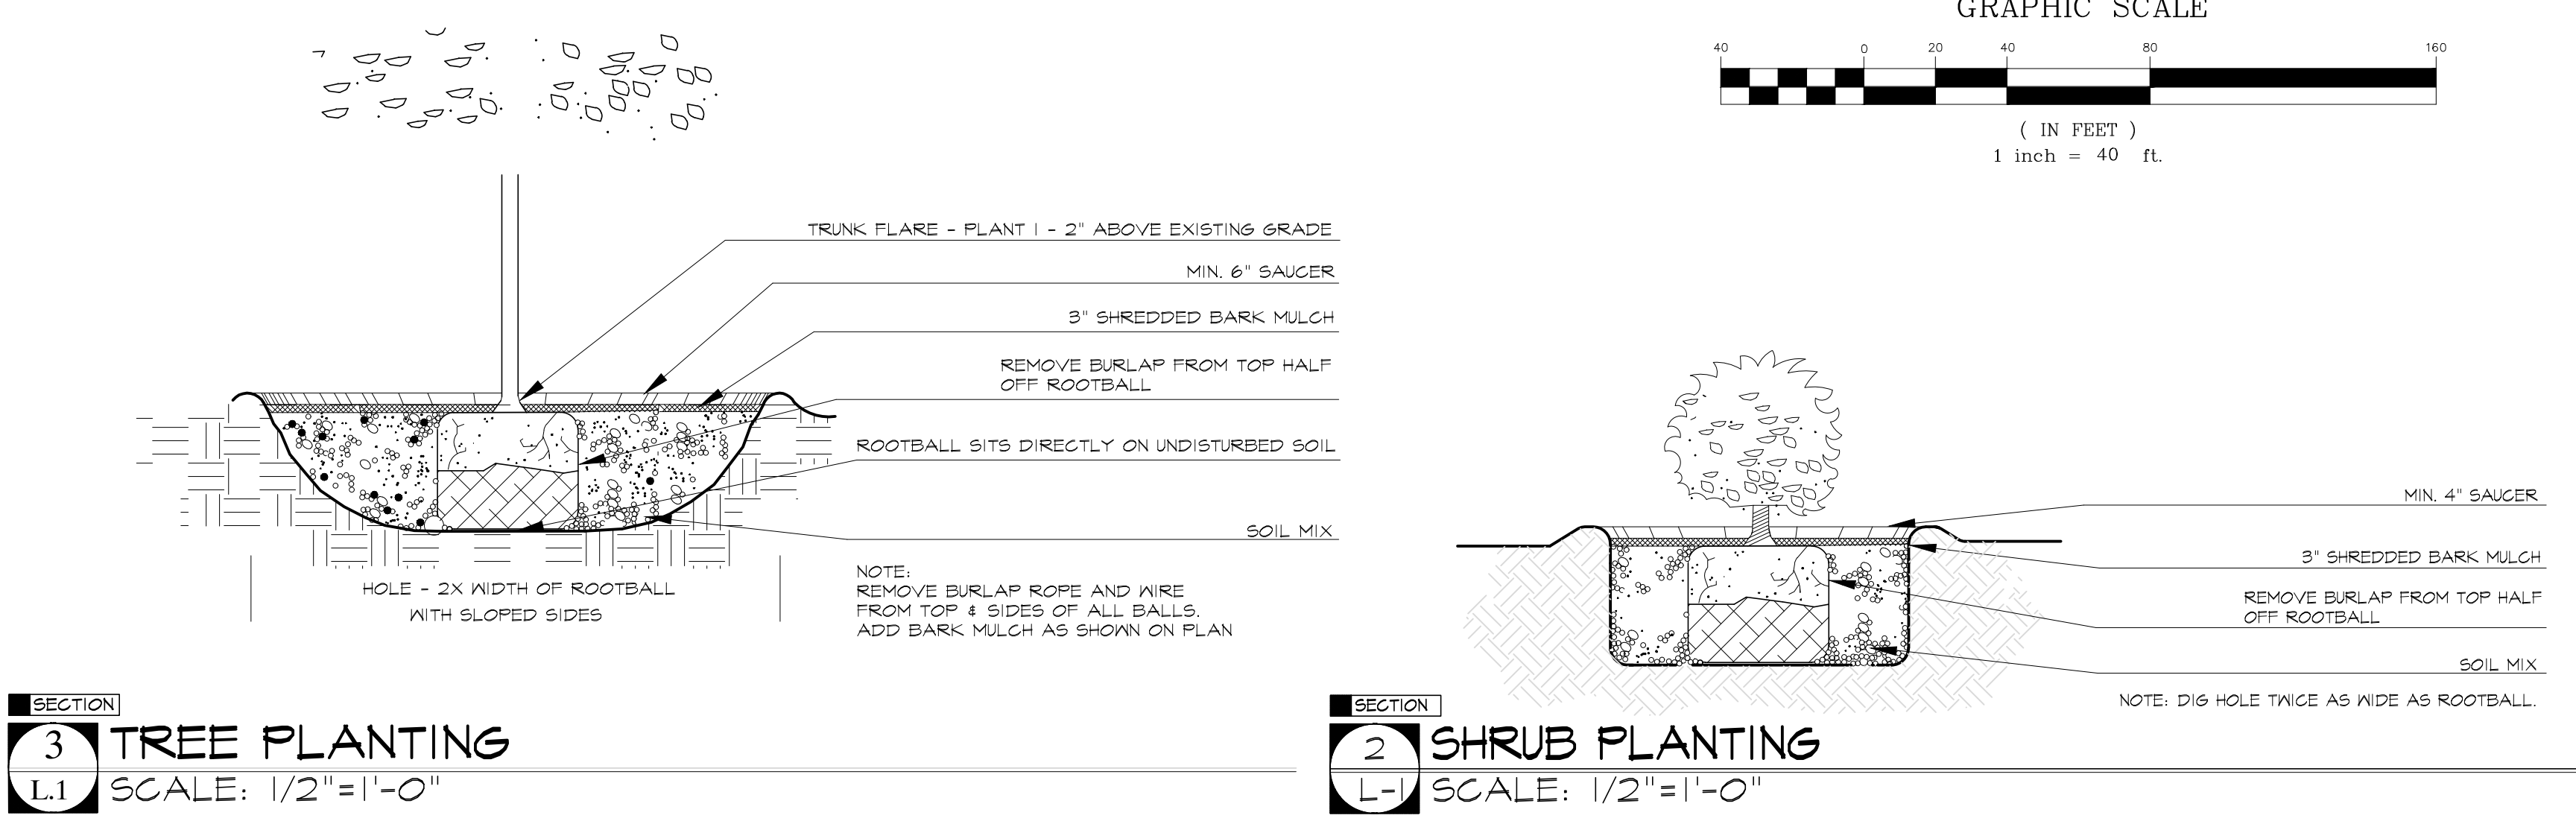 GRAPHIC SCALE
40 0 20 40 80 160
( IN FEET )
1 inch = 40 ft.
TRUNK FLARE - PLANT 1 - 2" ABOVE EXISTING GRADE
MIN. 6" SAUCER
3" SHREDDED BARK MULCH
REMOVE BURLAP FROM TOP HALF
OFF ROOTBALL
ROOTBALL SITS DIRECTLY ON UNDISTURBED SOIL
SOIL MIX
HOLE - 2X WIDTH OF ROOTBALL
WITH SLOPED SIDES
NOTE:
REMOVE BURLAP ROPE AND WIRE
FROM TOP & SIDES OF ALL BALLS.
ADD BARK MULCH AS SHOWN ON PLAN
SECTION
3
L.1
TREE PLANTING
SCALE: 1/2"=1'-0"
MIN. 4" SAUCER
3" SHREDDED BARK MULCH
REMOVE BURLAP FROM TOP HALF
OFF ROOTBALL
SOIL MIX
NOTE: DIG HOLE TWICE AS WIDE AS ROOTBALL.
SECTION
2
L-1
SHRUB PLANTING
SCALE: 1/2"=1'-0"